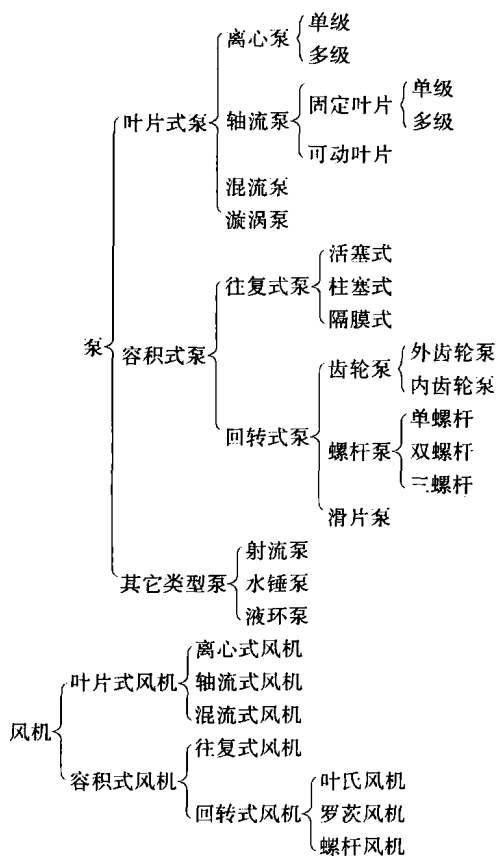 单级
离心泵
多级
单级
固定叶片
叶片式泵 轴流泵
多级
可动叶片
混流泵
漩涡泵
活塞式
往复式泵 柱塞式
隔膜式
泵
容积式泵
外齿轮泵
齿轮泵
内齿轮泵
单螺杆
回转式泵
螺杆泵 双螺杆
三螺杆
滑片泵
射流泵
其它类型泵 水锤泵
液环泵
离心式风机
叶片式风机 轴流式风机
混流式风机
风机
往复式风机
容积式风机
叶氏风机
回转式风机 罗茨风机
螺杆风机